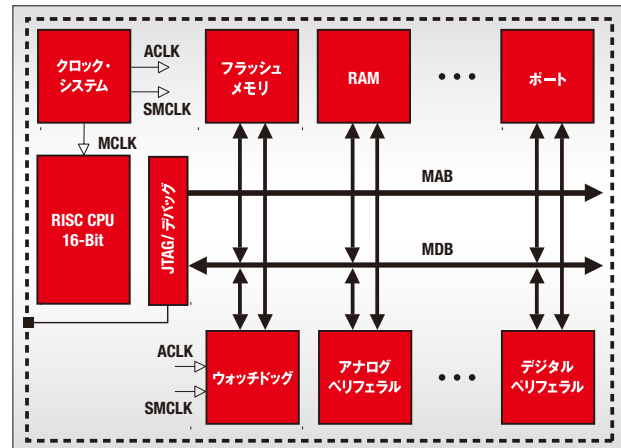 クロック・
システム
ACLK
SMCLK
フラッシュ
メモリ
RAM
• • •
ポート
MCLK
RISC CPU
16-Bit
JTAG/デバッグ
MAB
MDB
ACLK
SMCLK
ウォッチドッグ
アナログ
ペリフェラル
• • •
デジタル
ペリフェラル